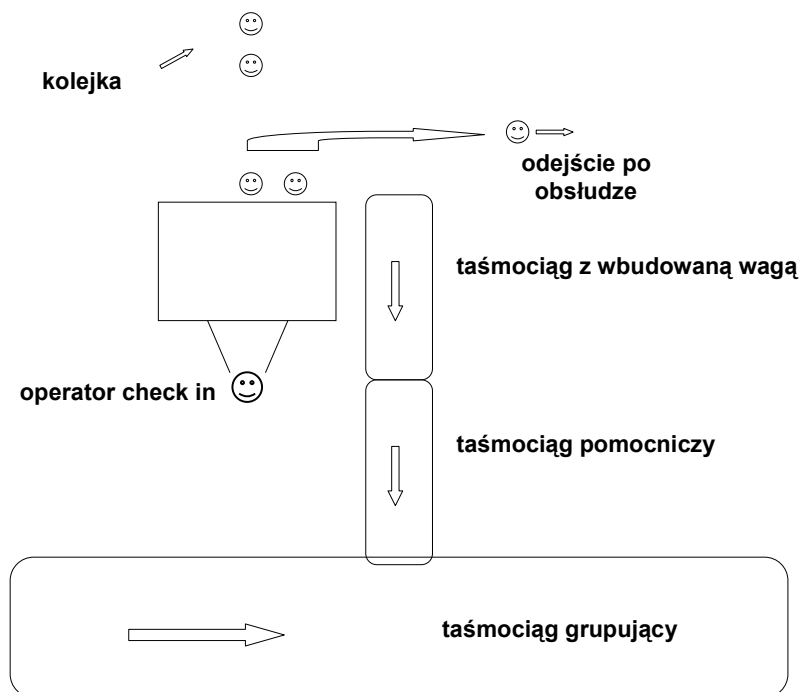 kolejka
odejście po
obsłudze
taśmociąg z wbudowaną wagą
operator check in
taśmociąg pomocniczy
taśmociąg grupujący